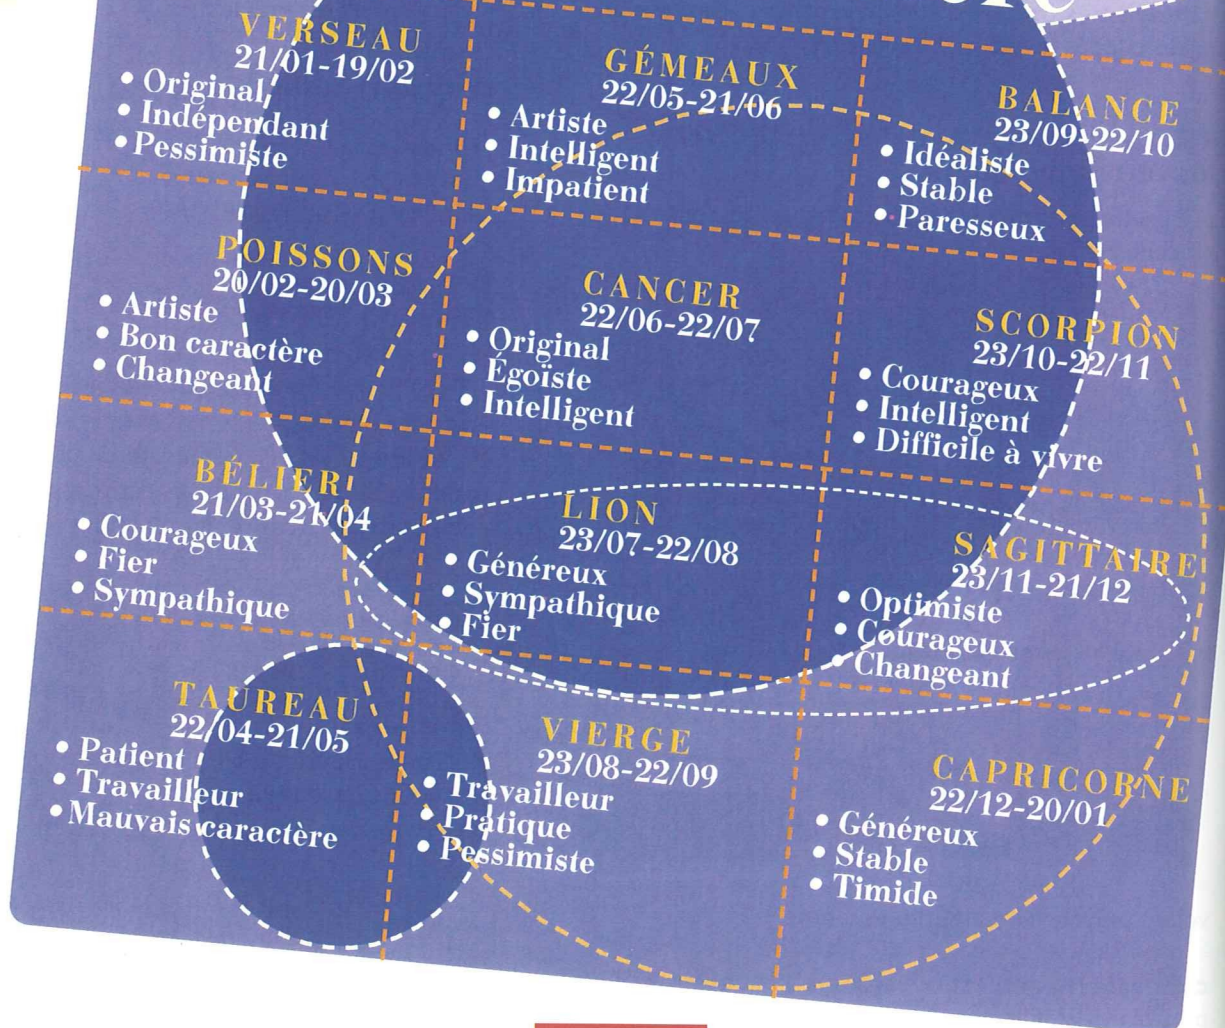 VERSEAU
21/01-19/02
• Original
• Indépendant
• Pessimiste
GÉMEAUX
22/05-21/06
• Artiste
• Intelligent
• Impatient
BALANCE
23/09-22/10
• Idéaliste
• Stable
• Paresseux
POISSONS
20/02-20/03
• Artiste
• Bon caractère
• Changeant
CANCER
22/06-22/07
• Original
• Égoïste
• Intelligent
SCORPION
23/10-22/11
• Courageux
• Intelligent
• Difficile à vivre
BÉLIER
21/03-21/04
• Courageux
• Fier
• Sympathique
LION
23/07-22/08
• Généreux
• Sympathique
• Fier
SAGITTAIRE
23/11-21/12
• Optimiste
• Courageux
• Changeant
TAUREAU
22/04-21/05
• Patient
• Travailleur
• Mauvais caractère
VIERGE
23/08-22/09
• Travailleur
• Pratique
• Pessimiste
CAPRICORNE
22/12-20/01
• Généreux
• Stable
• Timide